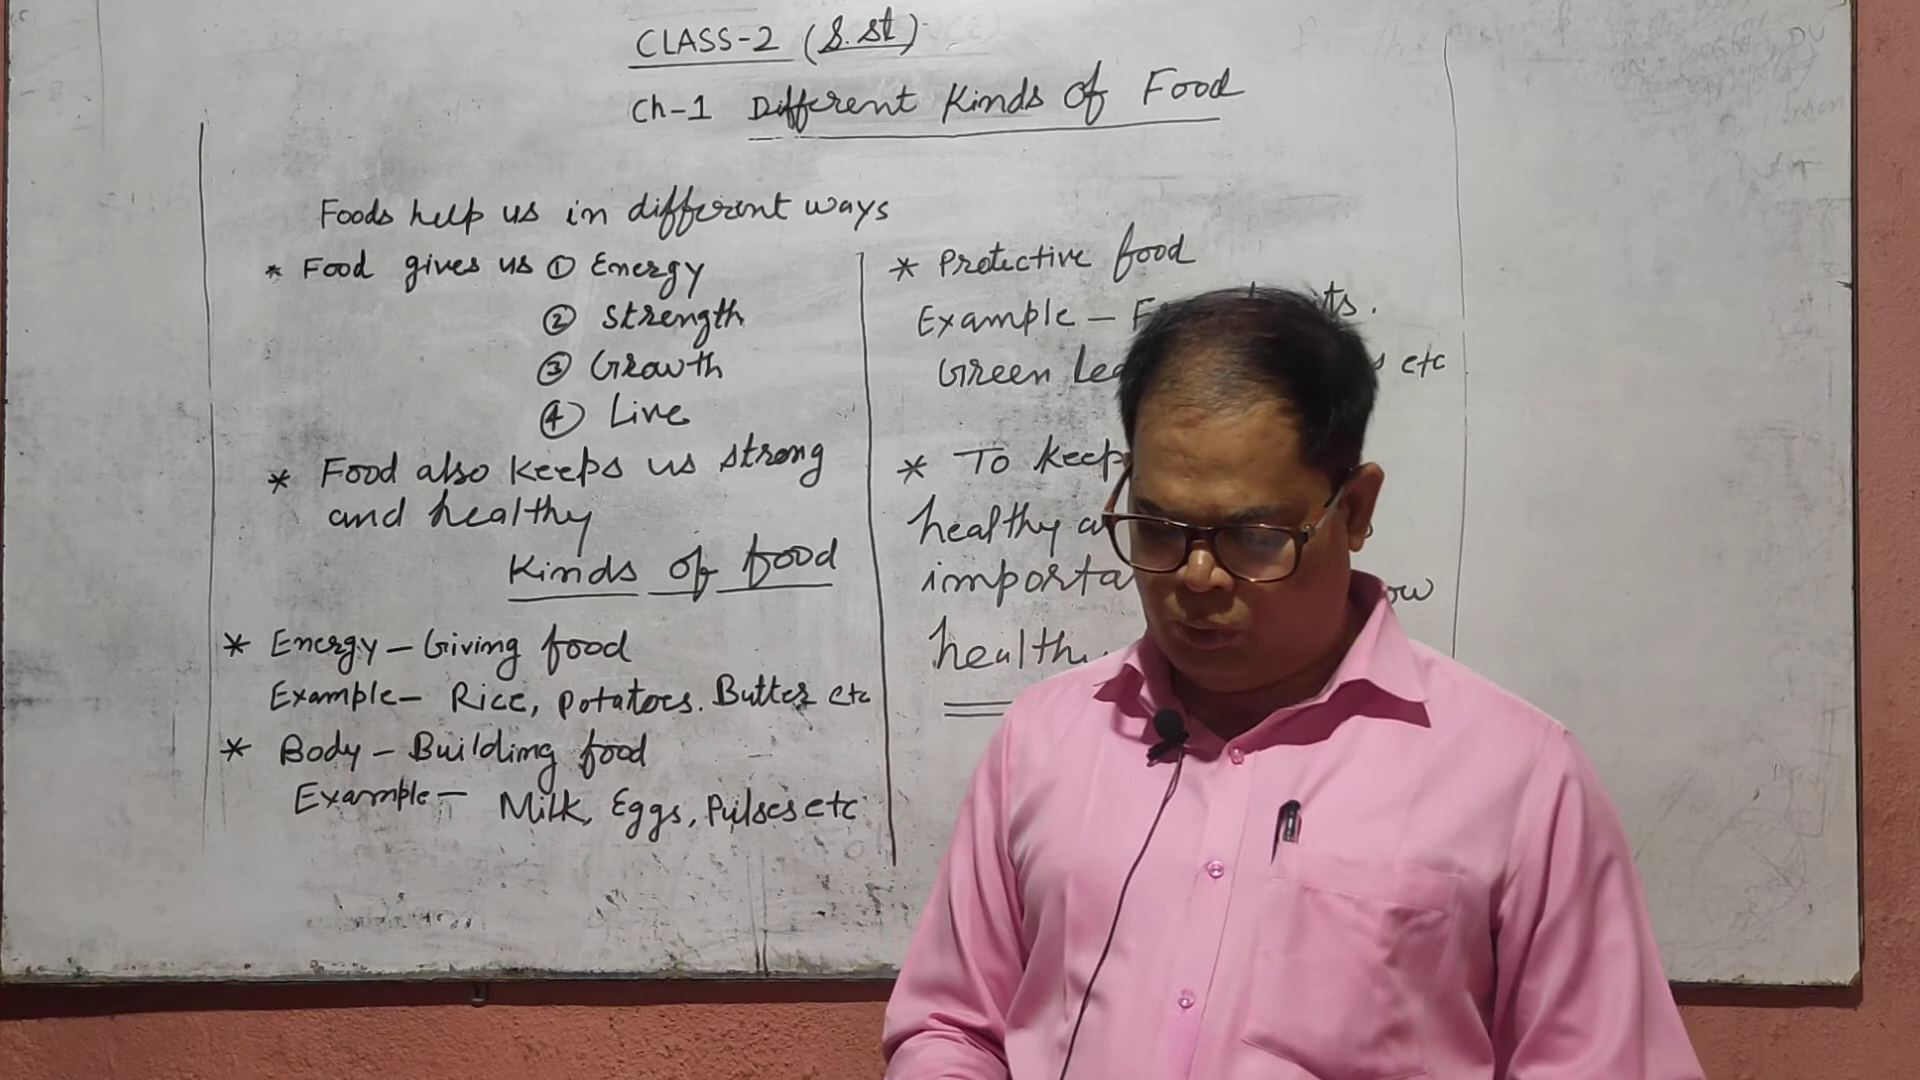 CLASS-2 (S.St)
Ch-1 Different Kinds of Food
Foods help us in different ways
* Food gives us ① Energy
② Strength
③ Growth
④ Live
* Food also keeps us strong
and healthy
Kinds of food
* Energy - Giving food
Example - Rice, Potatoes. Butter etc
* Body - Building food
Example - Milk, Eggs, Pulses etc
* Protective food
Example -
Green etc
* To keep
healthy